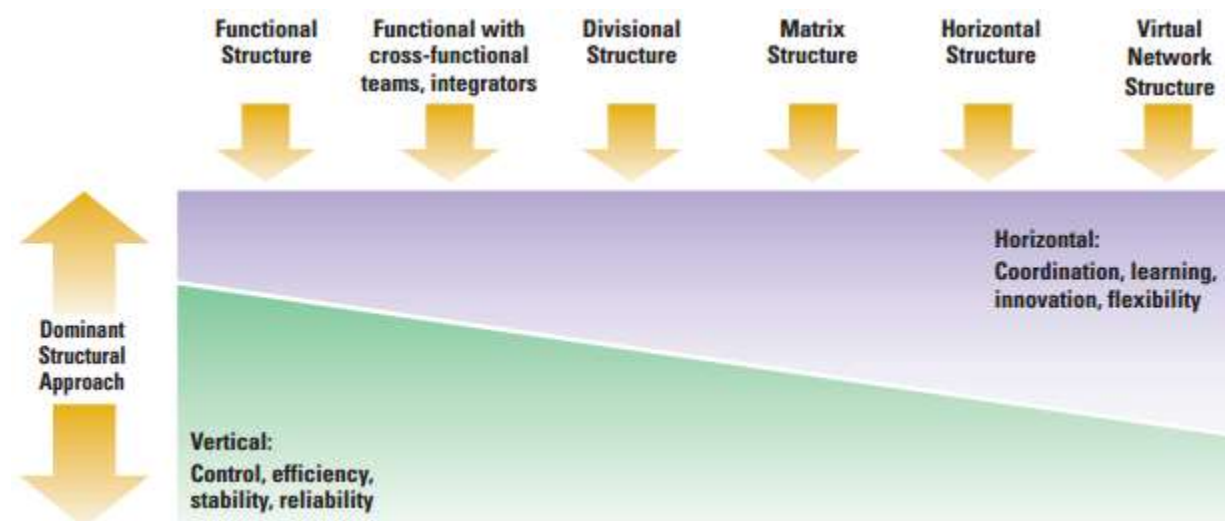 Functional
Structure
Functional with
cross-functional
teams, integrators
Divisional
Structure
Matrix
Structure
Horizontal
Structure
Virtual
Network
Structure
Horizontal:
Coordination, learning,
innovation, flexibility
Dominant
Structural
Approach
Vertical:
Control, efficiency,
stability, reliability